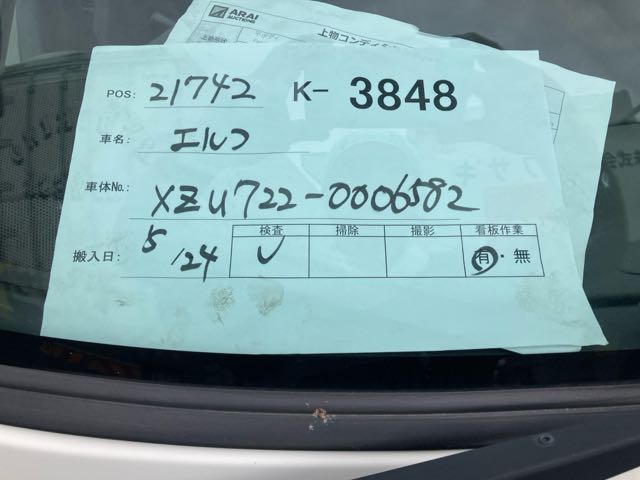 ARAI
AUCTIONS
上物コンディ
POS: 21742 K- 3848
車名: エルフ
車体No.: XZU722-0006582
搬入日: 5/24
検査 掃除 撮影 看板作業
✓ 有・無